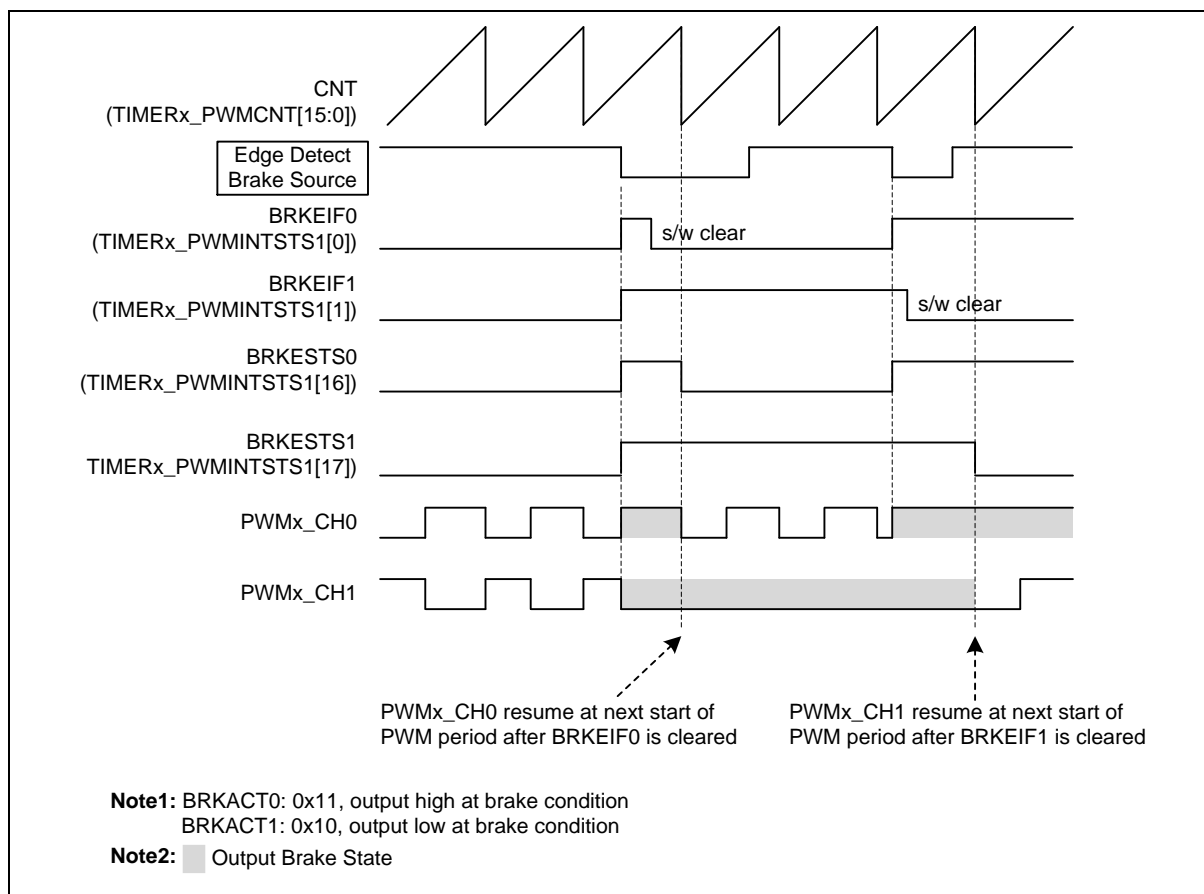 CNT
(TIMERx_PWMCNT[15:0])
Edge Detect
Brake Source
BRKEIF0
(TIMERx_PWMINTSTS1[0])
s/w clear
BRKEIF1
(TIMERx_PWMINTSTS1[1])
s/w clear
BRKESTS0
(TIMERx_PWMINTSTS1[16])
BRKESTS1
TIMERx_PWMINTSTS1[17])
PWMx_CH0
PWMx_CH1
PWMx_CH0 resume at next start of
PWM period after BRKEIF0 is cleared
PWMx_CH1 resume at next start of
PWM period after BRKEIF1 is cleared
Note1: BRKACT0: 0x11, output high at brake condition
BRKACT1: 0x10, output low at brake condition
Note2: Output Brake State